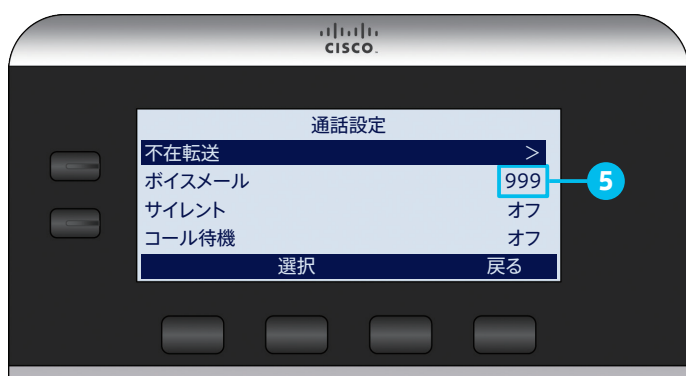 CISCO.
通話設定
不在転送 >
ボイスメール 999
5
サイレント オフ
コール待機 オフ
選択 戻る